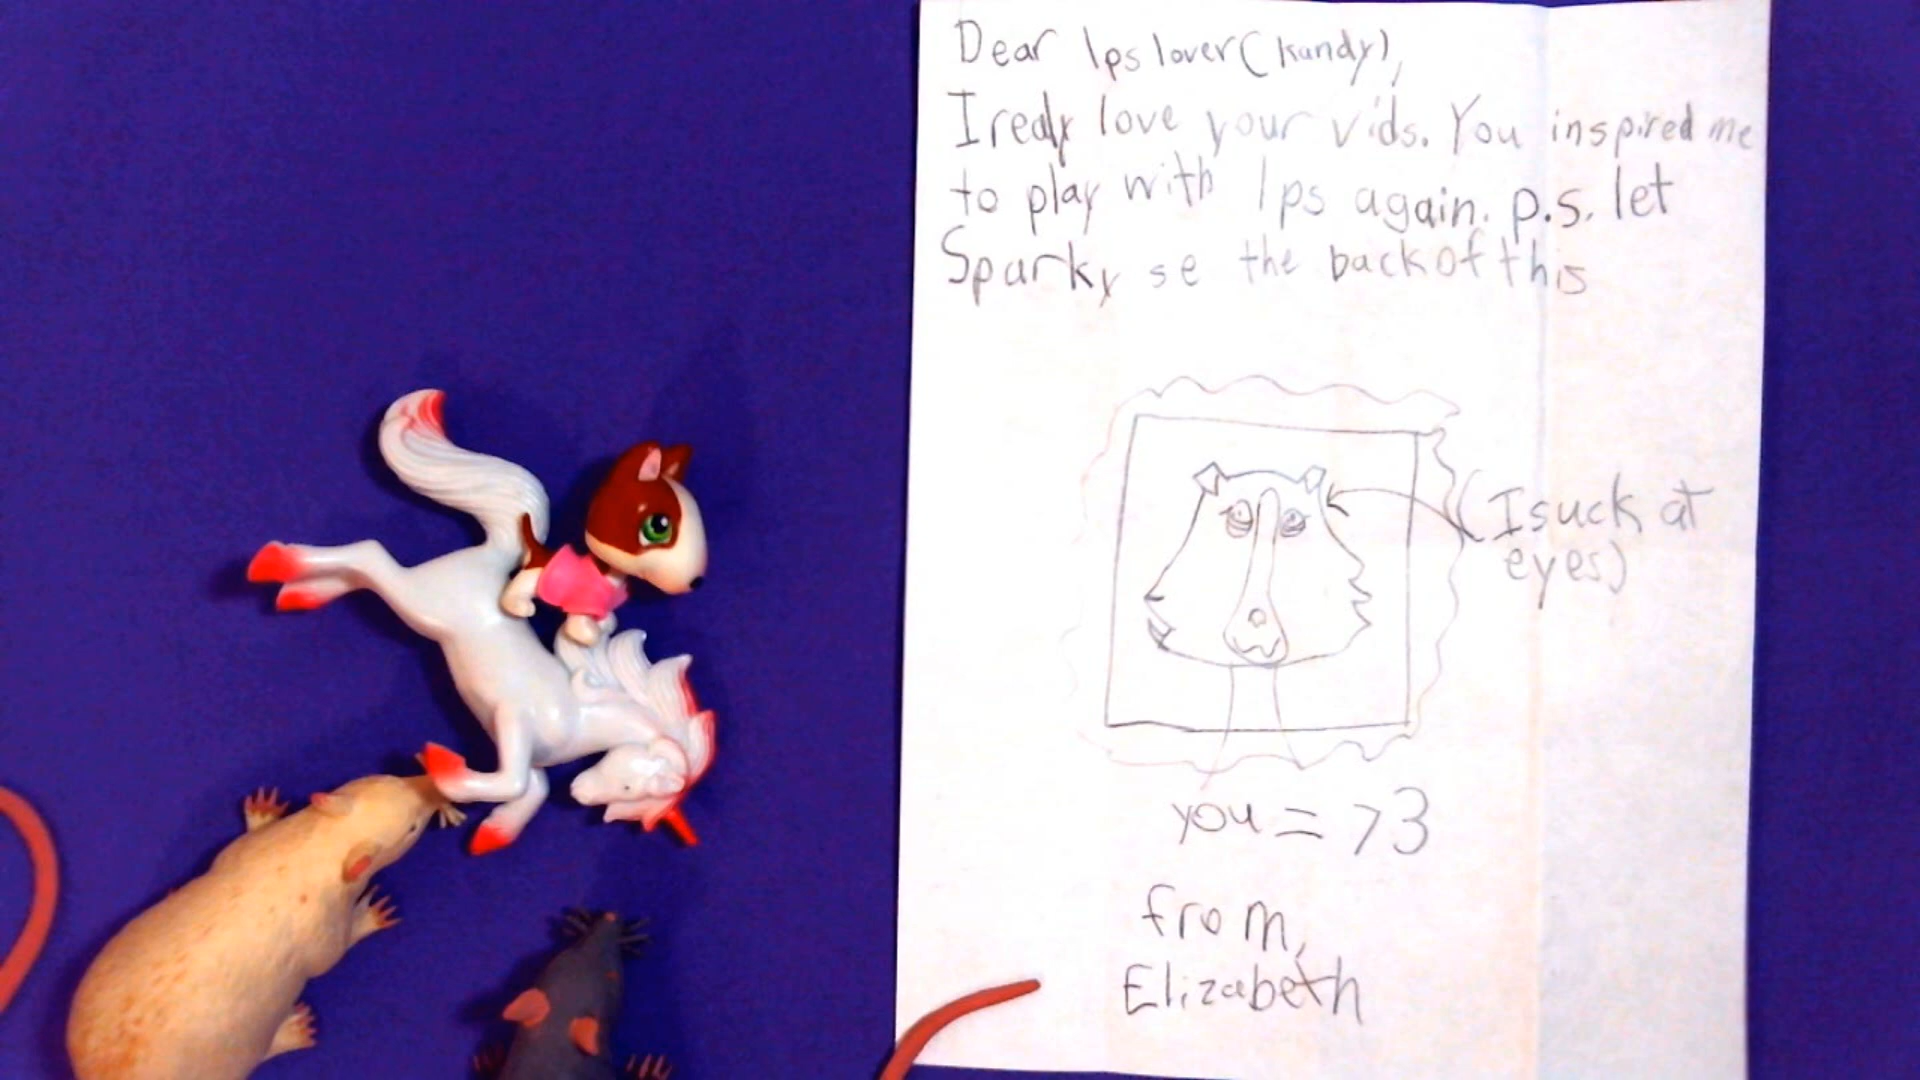 Dear lps lover (kandy),
I realy love your vids. You inspired me
to play with lps again. p.s. let
Sparky se the back of this
(I suck at
eyes)
you = >3
from,
Elizabeth